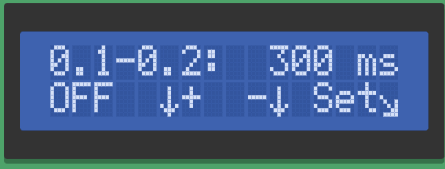 0.1-0.2: 300 ms
OFF ↓+ -↓ Set↘